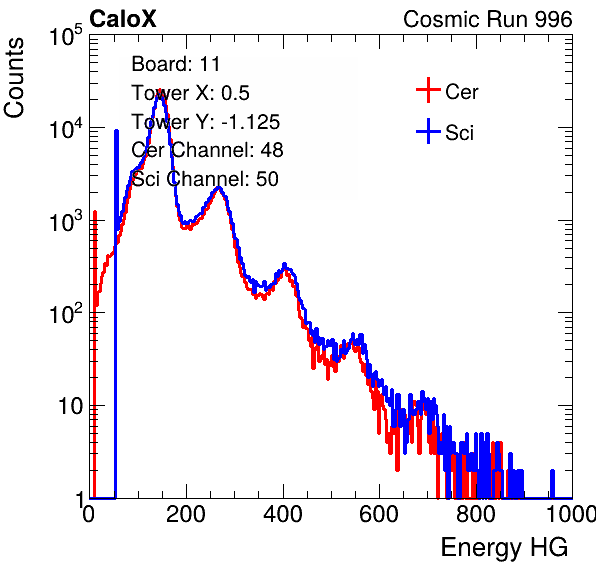 CaloX Cosmic Run 996
Counts
10^5
10^4
10^3
10^2
10
1
Board: 11
Tower X: 0.5
Tower Y: -1.125
Cer Channel: 48
Sci Channel: 50
Cer
Sci
0 200 400 600 800 1000
Energy HG